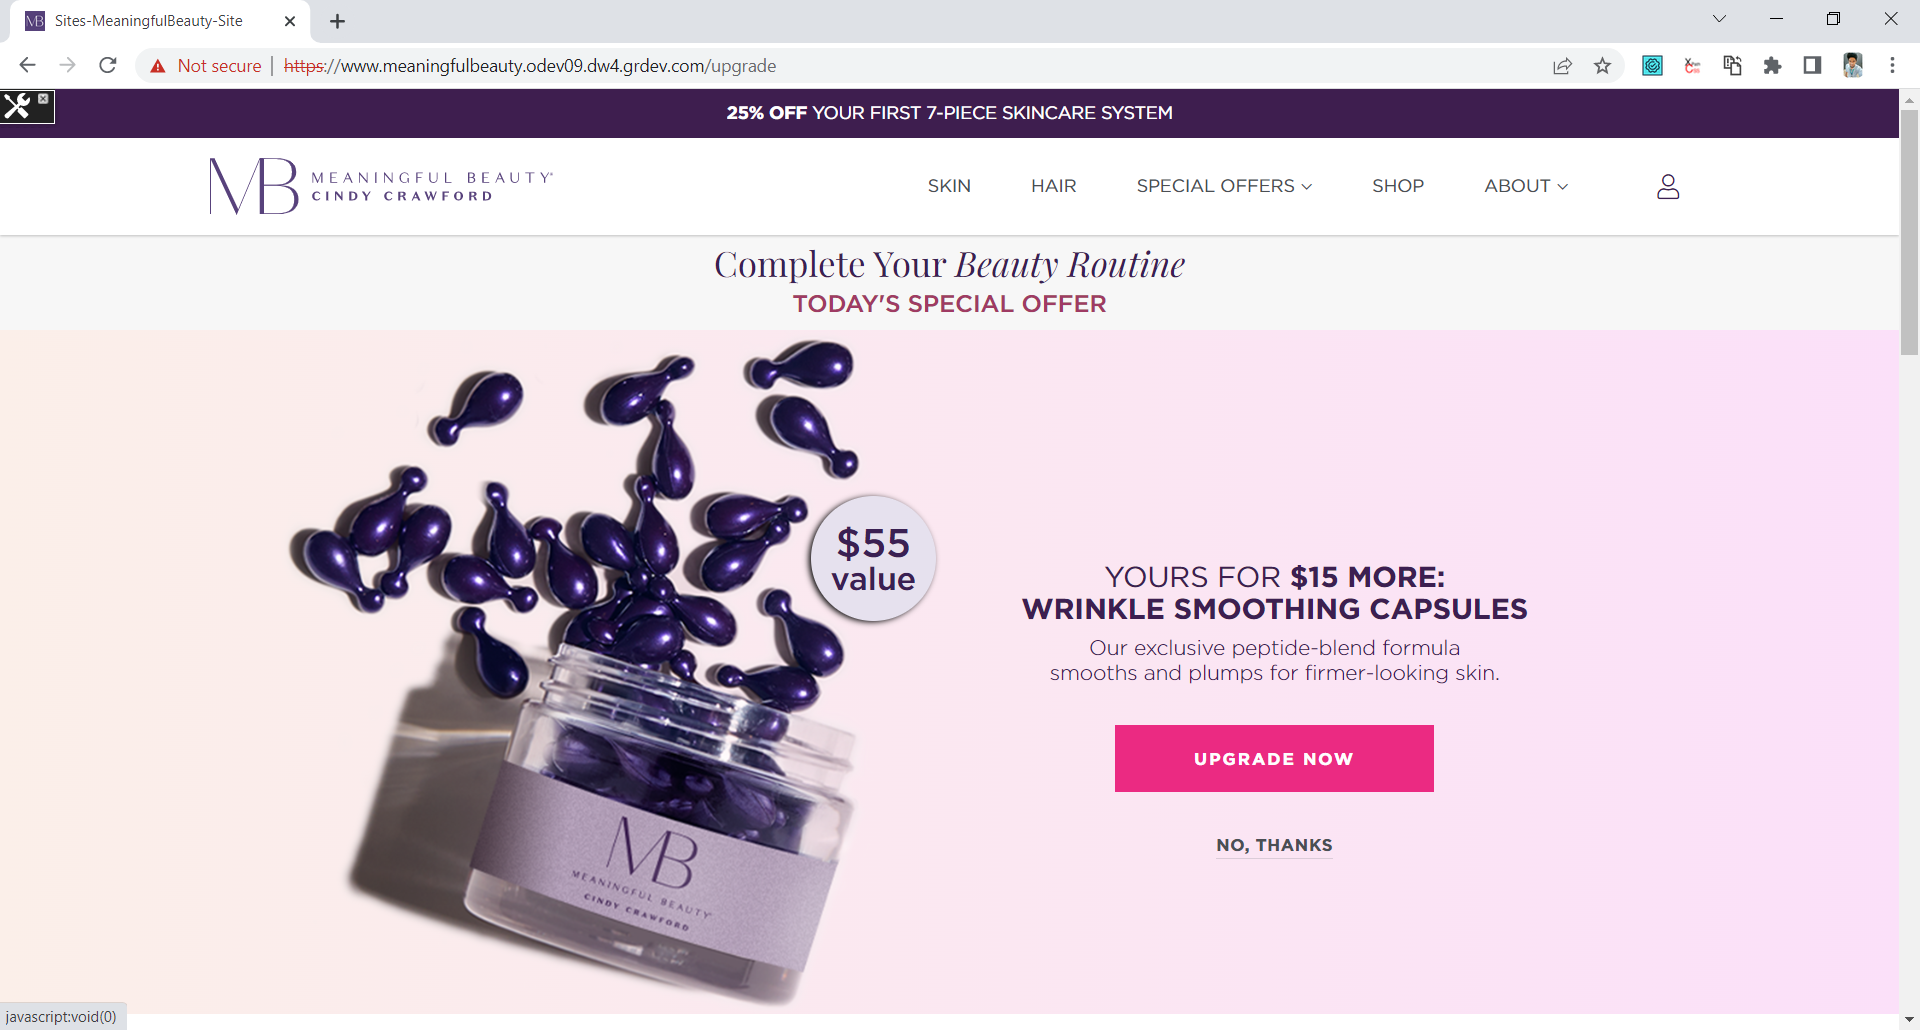 Sites-MeaningfulBeauty-Site
Not secure
https://www.meaningfulbeauty.odev09.dw4.grdev.com/upgrade
25% OFF YOUR FIRST 7-PIECE SKINCARE SYSTEM
MB MEANINGFUL BEAUTY®
CINDY CRAWFORD
SKIN HAIR SPECIAL OFFERS SHOP ABOUT
Complete Your Beauty Routine
TODAY'S SPECIAL OFFER
$55
value
YOURS FOR $15 MORE:
WRINKLE SMOOTHING CAPSULES
Our exclusive peptide-blend formula
smooths and plumps for firmer-looking skin.
UPGRADE NOW
NO, THANKS
MB
MEANINGFUL BEAUTY
CINDY CRAWFORD
javascript:void(0)